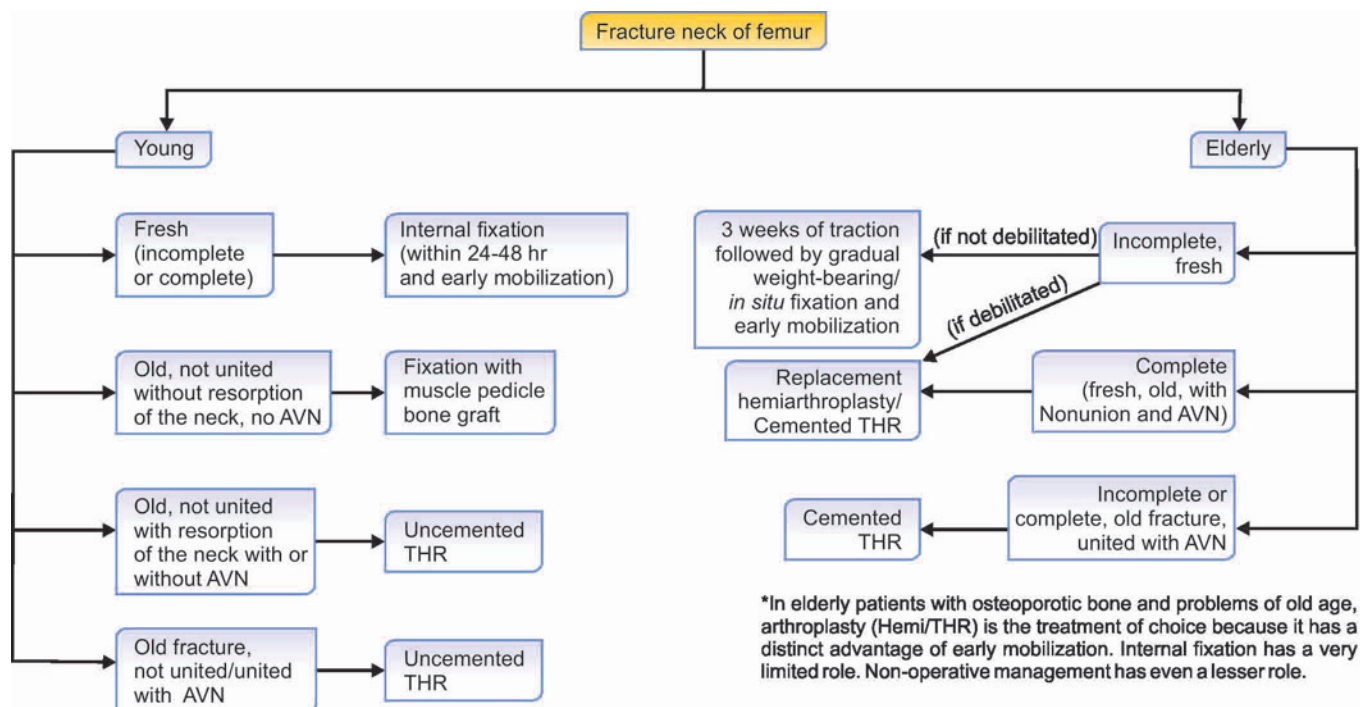 Fracture neck of femur
Young
Elderly
Fresh
(incomplete
or complete)
Internal fixation
(within 24-48 hr
and early mobilization)
3 weeks of traction
followed by gradual
weight-bearing/
in situ fixation and
early mobilization
(if not debilitated)
Incomplete,
fresh
(if debilitated)
Old, not united
without resorption
of the neck, no AVN
Fixation with
muscle pedicle
bone graft
Replacement
hemiarthroplasty/
Cemented THR
Complete
(fresh, old, with
Nonunion and AVN)
Old, not united
with resorption
of the neck with or
without AVN
Uncemented
THR
Cemented
THR
Incomplete or
complete, old fracture,
united with AVN
Old fracture,
not united/united
with AVN
Uncemented
THR
*In elderly patients with osteoporotic bone and problems of old age,
arthroplasty (Hemi/THR) is the treatment of choice because it has a
distinct advantage of early mobilization. Internal fixation has a very
limited role. Non-operative management has even a lesser role.